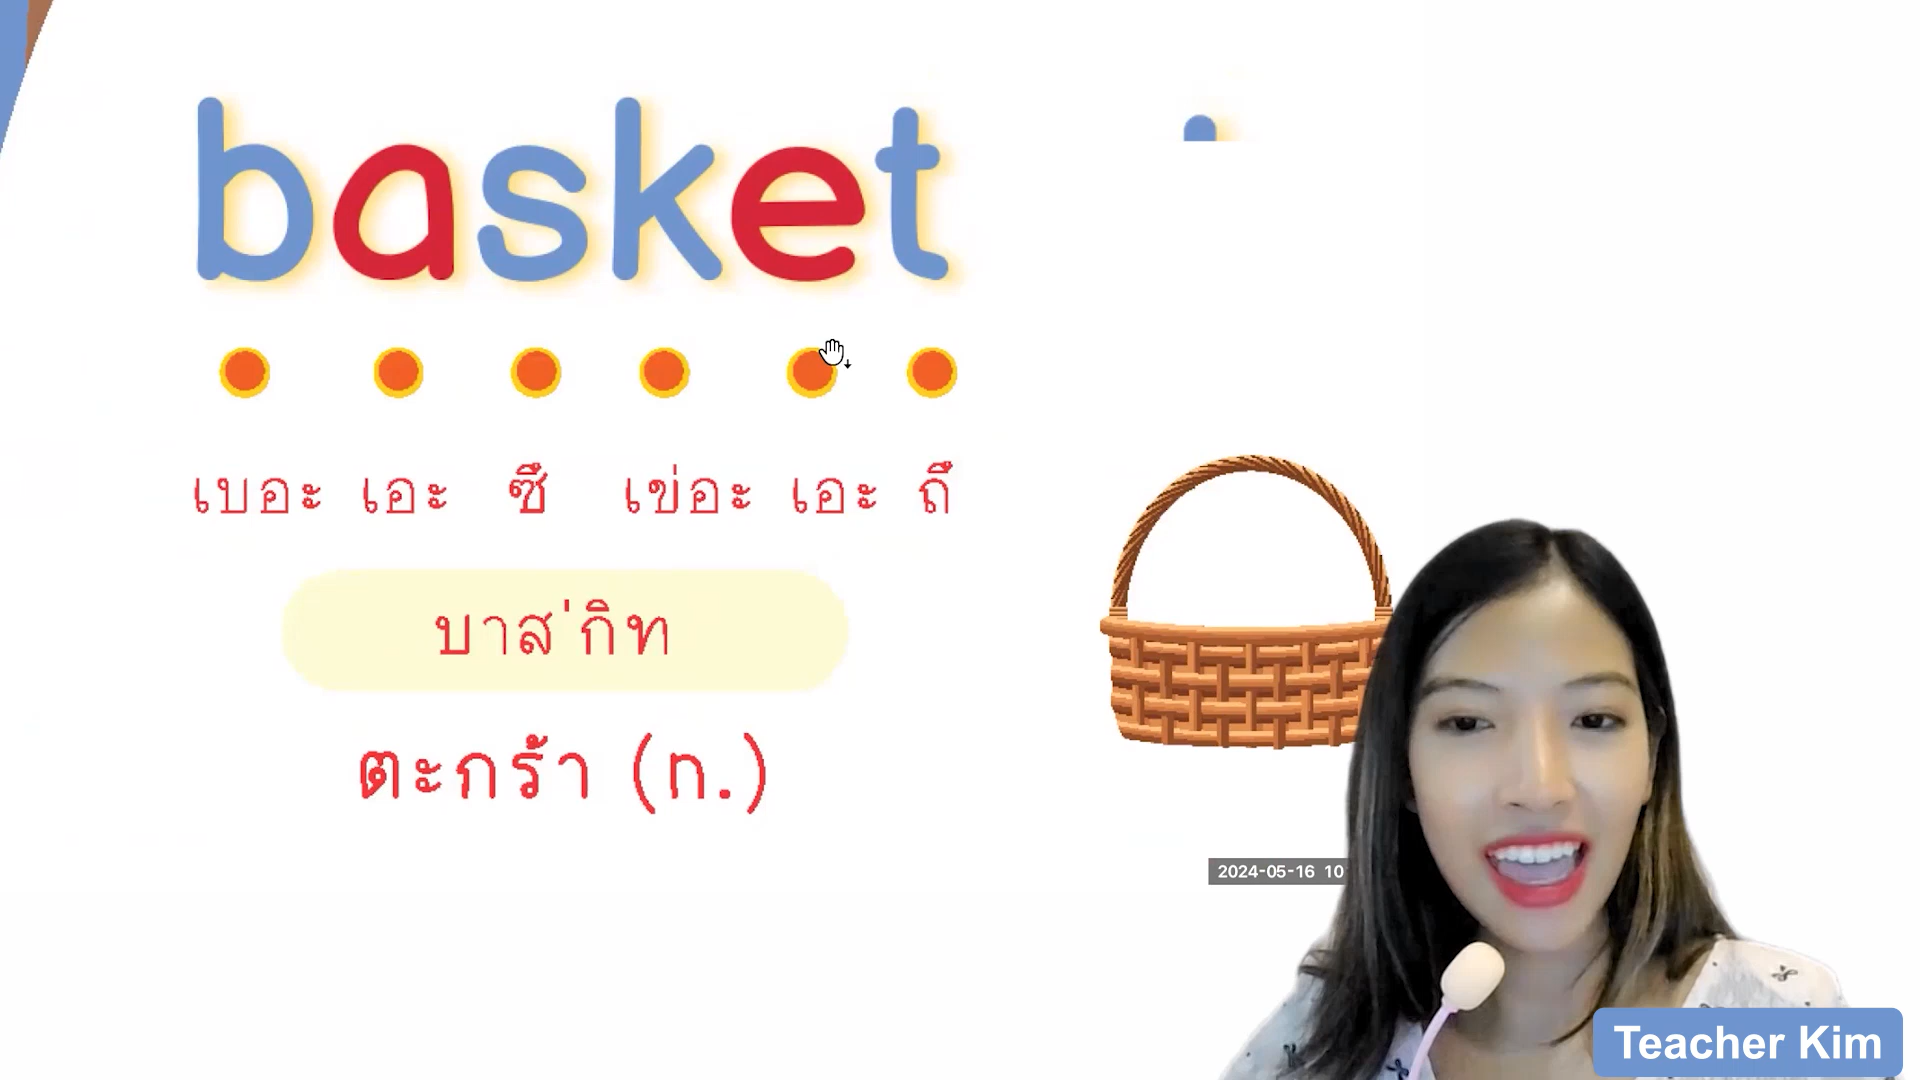 basket
เบอะ เอะ ซึ เข่อะ เอะ ถึ
บาส่กิท
ตะกร้า (n.)
2024-05-16 10
Teacher Kim